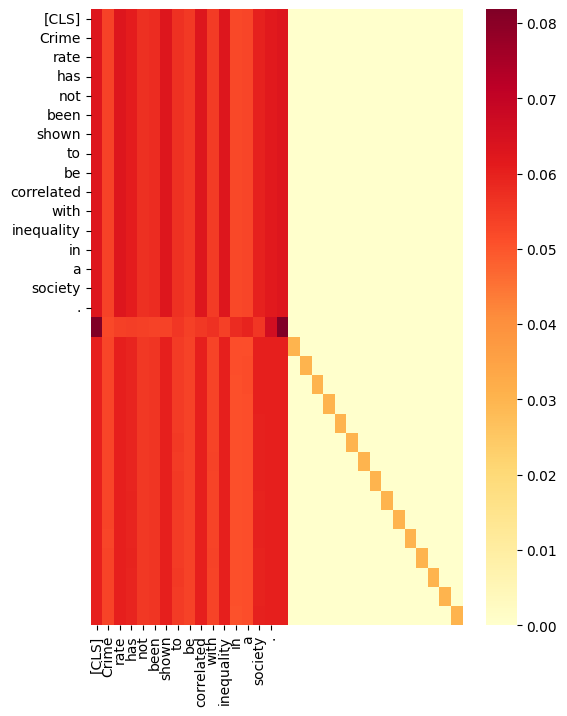 [CLS]
Crime
rate
has
not
been
shown
to
be
correlated
with
inequality
in
a
society
.
[CLS]
Crime
rate
has
not
been
shown
to
be
correlated
with
inequality
in
a
society
.
0.08
0.07
0.06
0.05
0.04
0.03
0.02
0.01
0.00